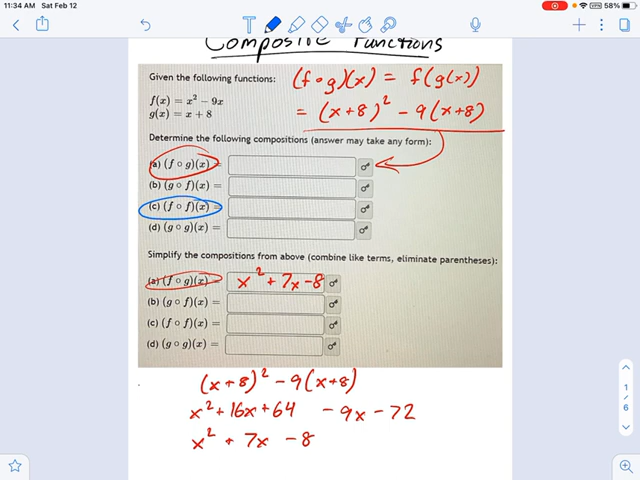 11:34 AM Sat Feb 12
58%
Composite Functions
Given the following functions:
(f∘g)(x) = f(g(x))
f(x) = x² − 9x
g(x) = x + 8
= (x+8)² − 9(x+8)
Determine the following compositions (answer may take any form):
(a) (f ∘ g)(x) =
(b) (g ∘ f)(x) =
(c) (f ∘ f)(x) =
(d) (g ∘ g)(x) =
Simplify the compositions from above (combine like terms, eliminate parentheses):
(a) (f ∘ g)(x) = x² + 7x − 8
(b) (g ∘ f)(x) =
(c) (f ∘ f)(x) =
(d) (g ∘ g)(x) =
(x+8)² − 9(x+8)
x² + 16x + 64 − 9x − 72
x² + 7x − 8
1
/
6